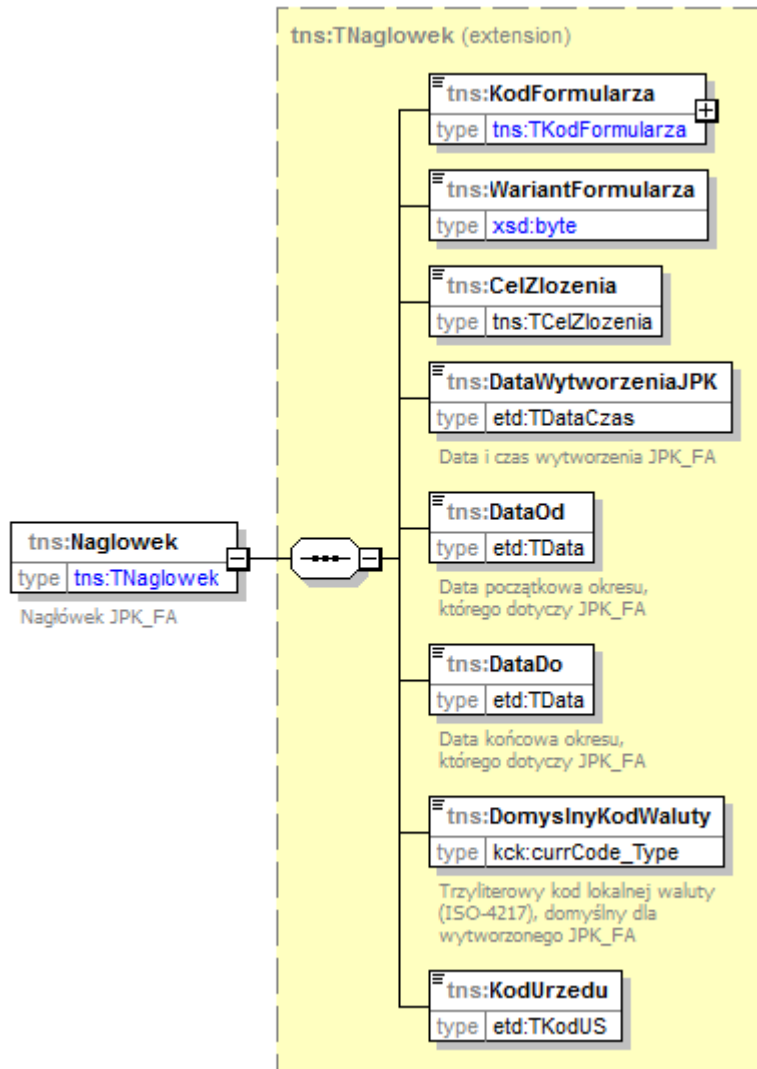 tns:TNaglowek (extension)
tns:KodFormularza
type tns:TKodFormularza
tns:WariantFormularza
type xsd:byte
tns:CelZlozenia
type tns:TCelZlozenia
tns:DataWytworzeniaJPK
type etd:TDataCzas
Data i czas wytworzenia JPK_FA
tns:DataOd
type etd:TData
Data początkowa okresu,
którego dotyczy JPK_FA
tns:Naglowek
type tns:TNaglowek
Nagłówek JPK_FA
tns:DataDo
type etd:TData
Data końcowa okresu,
którego dotyczy JPK_FA
tns:DomyslnyKodWaluty
type kck:currCode_Type
Trzyliterowy kod lokalnej waluty
(ISO-4217), domyślny dla
wytworzonego JPK_FA
tns:KodUrzedu
type etd:TKodUS